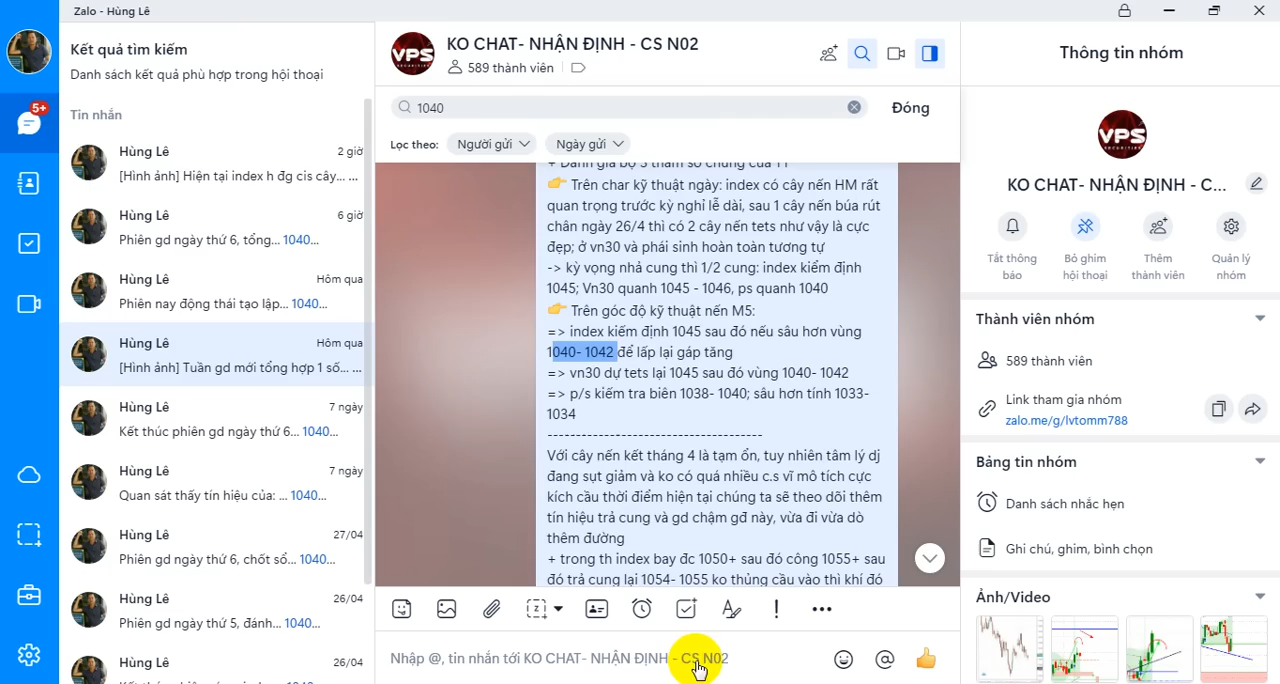 Zalo - Hùng Lê
5+
Kết quả tìm kiếm
Danh sách kết quả phù hợp trong hội thoại
Tin nhắn
Hùng Lê
2 giờ
[Hình ảnh] Hiện tại index h đg cis cây... ...
Hùng Lê
6 giờ
Phiên gd ngày thứ 6, tổng... 1040...
Hùng Lê
Hôm qua
Phiên nay động thái tạo lập... 1040...
Hùng Lê
Hôm qua
[Hình ảnh] Tuần gd mới tổng hợp 1 số... ...
Hùng Lê
7 ngày
Kết thúc phiên gd ngày thứ 6... 1040...
Hùng Lê
7 ngày
Quan sát thấy tín hiệu của: ... 1040...
Hùng Lê
27/04
Phiên gd ngày thứ 6, chốt sổ... 1040...
Hùng Lê
26/04
Phiên gd ngày thứ 5, đánh... 1040...
Hùng Lê
26/04
VPS
SECURITIES
KO CHAT- NHẬN ĐỊNH - CS N02
589 thành viên
1040
Đóng
Lọc theo:
Người gửi
Ngày gửi
+ Đánh giá bộ 3 tham số chung của TT
👉 Trên char kỹ thuật ngày: index có cây nến HM rất
quan trọng trước kỳ nghỉ lễ dài, sau 1 cây nến búa rút
chân ngày 26/4 thì có 2 cây nến tets như vậy là cực
đẹp; ở vn30 và phái sinh hoàn toàn tương tự
-> kỳ vọng nhả cung thì 1/2 cung: index kiểm định
1045; Vn30 quanh 1045 - 1046, ps quanh 1040
👉 Trên góc độ kỹ thuật nến M5:
=> index kiểm định 1045 sau đó nếu sâu hơn vùng
1040- 1042 để lấp lại gáp tăng
=> vn30 dự tets lại 1045 sau đó vùng 1040- 1042
=> p/s kiểm tra biên 1038- 1040; sâu hơn tính 1033-
1034
-------------------------------------
Với cây nến kết tháng 4 là tạm ổn, tuy nhiên tâm lý dj
đang sụt giảm và ko có quá nhiều c.s vĩ mô tích cực
kích cầu thời điểm hiện tại chúng ta sẽ theo dõi thêm
tín hiệu trả cung và gd chậm gđ này, vừa đi vừa dò
thêm đường
+ trong th index bay đc 1050+ sau đó công 1055+ sau
đó trả cung lại 1054- 1055 ko thủng cầu vào thì khí đó
Nhập @, tin nhắn tới KO CHAT- NHẬN ĐỊNH - CS N02
Thông tin nhóm
VPS
SECURITIES
KO CHAT- NHẬN ĐỊNH - C...
Tắt thông
báo
Bỏ ghim
hội thoại
Thêm
thành viên
Quản lý
nhóm
Thành viên nhóm
589 thành viên
Link tham gia nhóm
zalo.me/g/lvtomm788
Bảng tin nhóm
Danh sách nhắc hẹn
Ghi chú, ghim, bình chọn
Ảnh/Video